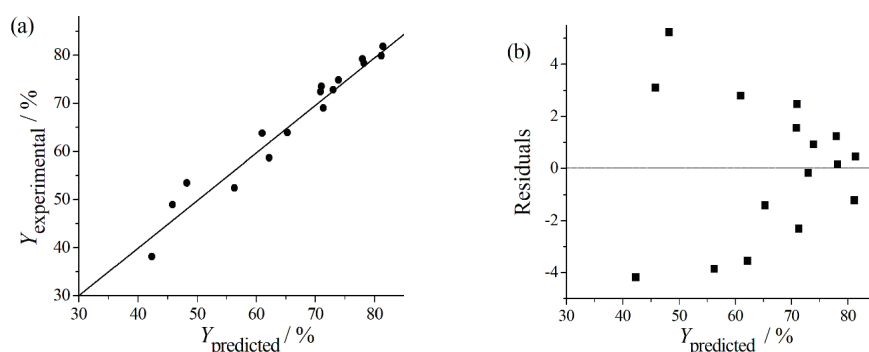 (a)
80
70
60
50
40
30
30 40 50 60 70 80
Y experimental / %
Y predicted / %
(b)
4
2
0
-2
-4
30 40 50 60 70 80
Residuals
Y predicted / %